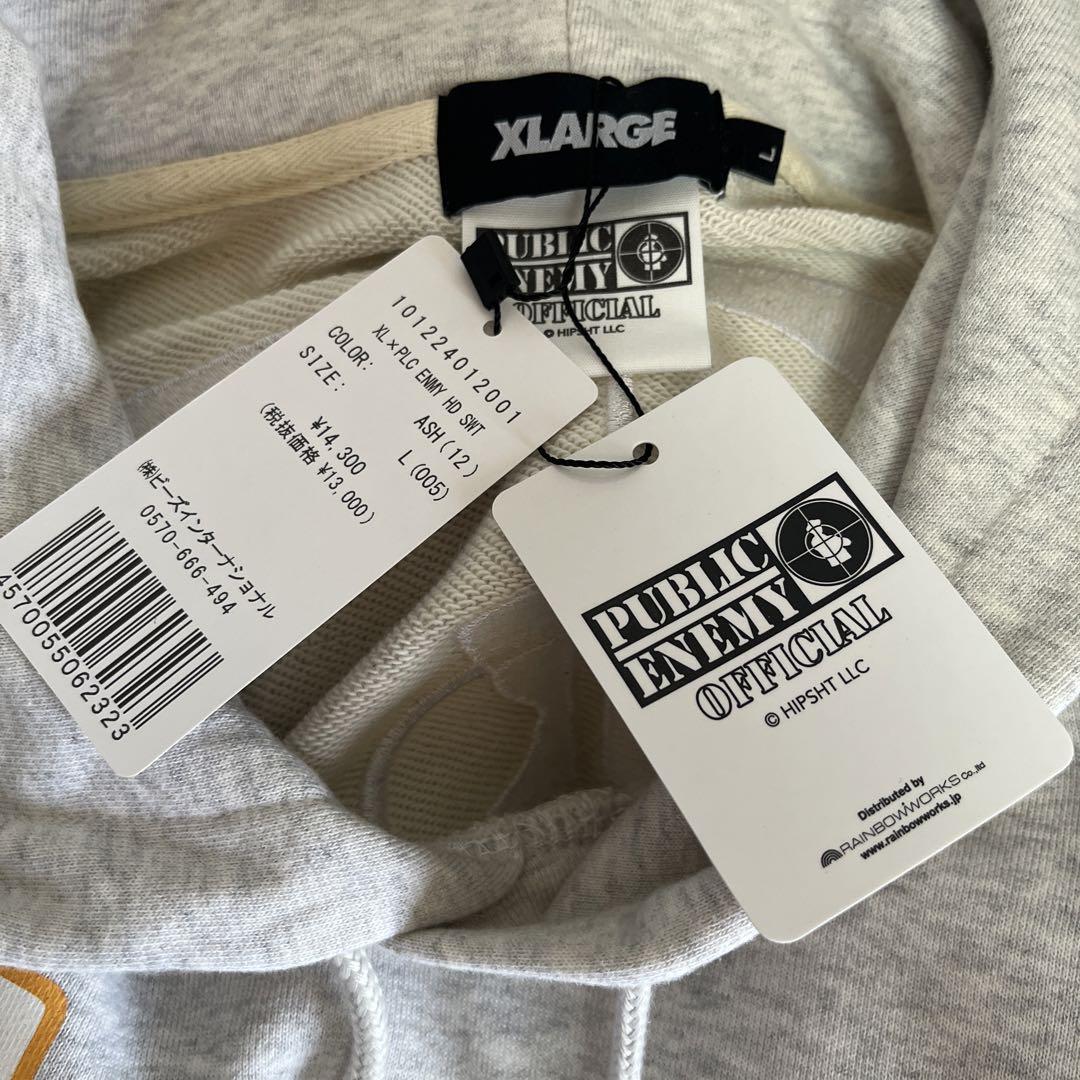 XLARGE
L
PUBLIC
ENEMY
OFFICIAL
© HIPSHT LLC
101224012001
XL×PLC ENMY HD SWT
COLOR: ASH(12)
SIZE: L(005)
¥14,300
(税抜価格 ¥13,000)
㈱ビーズインターナショナル
0570-666-494
4570055062323
PUBLIC
ENEMY
OFFICIAL
© HIPSHT LLC
Distributed by
RAINBOWWORKS Co.,ltd
www.rainbowworks.jp